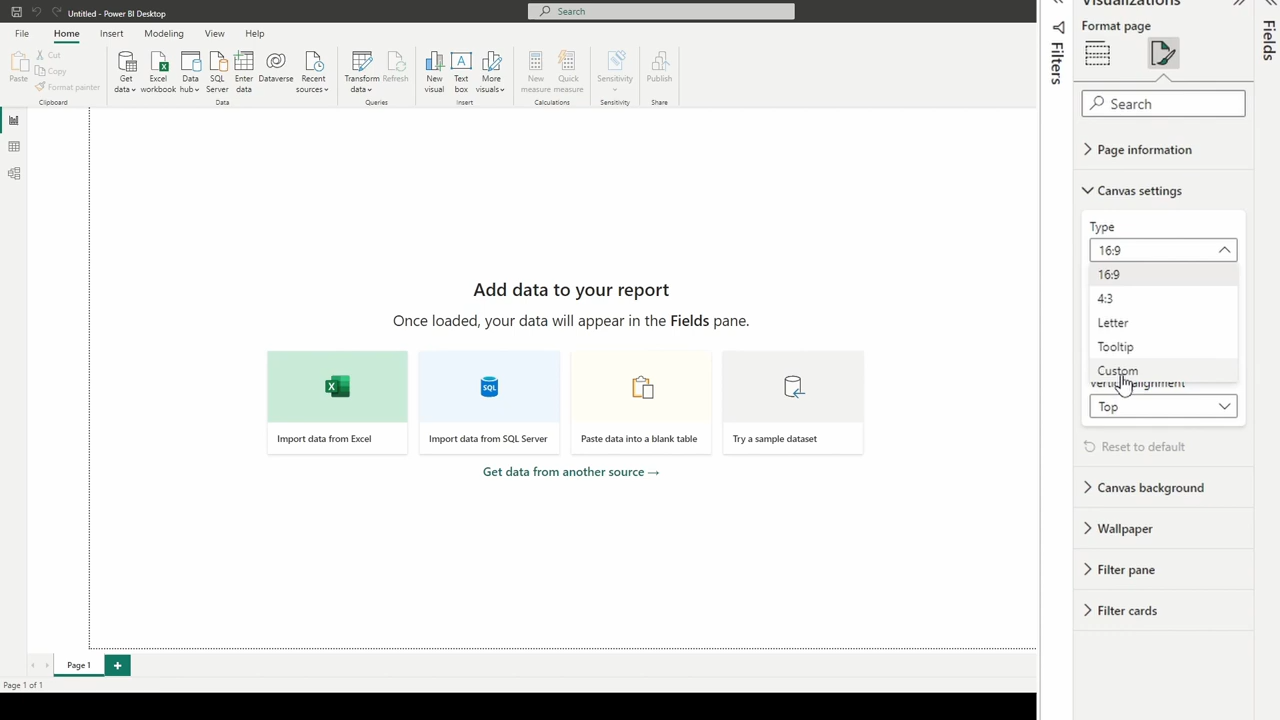 Untitled - Power BI Desktop
Search
File Home Insert Modeling View Help
Paste
Cut
Copy
Format painter
Clipboard
Get data
Excel workbook
Data hub
SQL Server
Enter data
Dataverse
Recent sources
Data
Transform data
Refresh
Queries
New visual
Text box
More visuals
Insert
New measure
Quick measure
Calculations
Sensitivity
Sensitivity
Publish
Share
Add data to your report
Once loaded, your data will appear in the Fields pane.
Import data from Excel
Import data from SQL Server
Paste data into a blank table
Try a sample dataset
Get data from another source →
Page 1
Page 1 of 1
Filters
Visualizations
Format page
Search
Page information
Canvas settings
Type
16:9
16:9
4:3
Letter
Tooltip
Custom
Vertical alignment
Top
Reset to default
Canvas background
Wallpaper
Filter pane
Filter cards
Fields